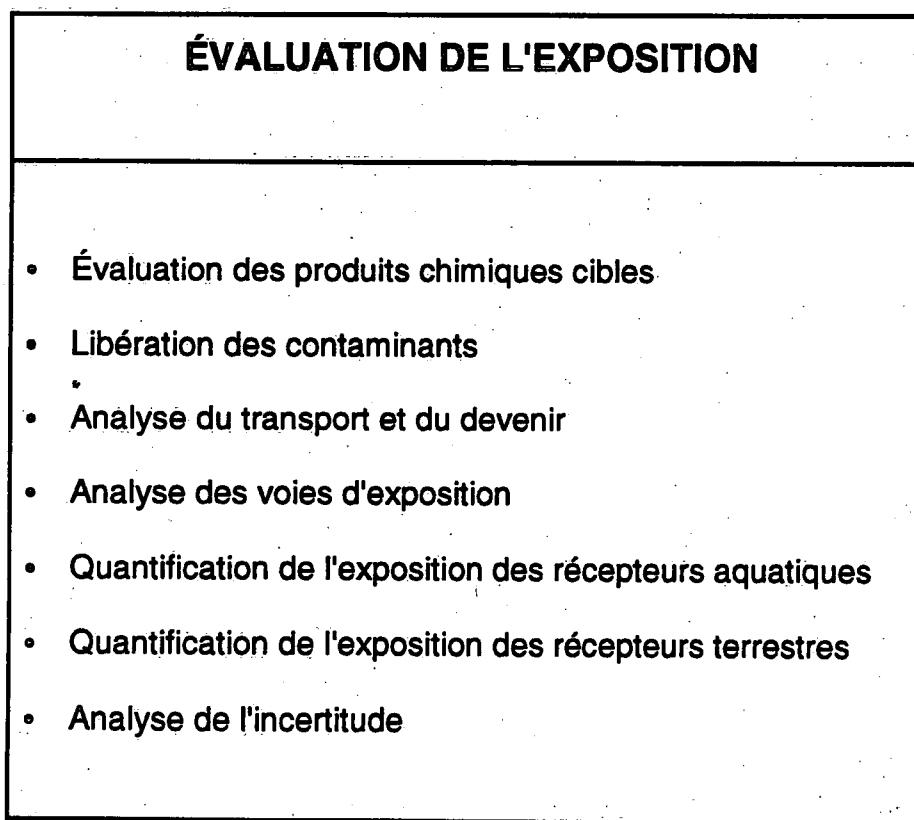 ÉVALUATION DE L'EXPOSITION
• Évaluation des produits chimiques cibles
• Libération des contaminants
• Analyse du transport et du devenir
• Analyse des voies d'exposition
• Quantification de l'exposition des récepteurs aquatiques
• Quantification de l'exposition des récepteurs terrestres
• Analyse de l'incertitude